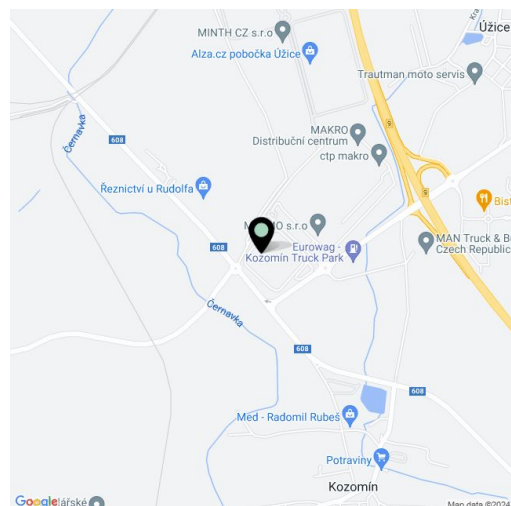 Kra
Úžice
MINTH CZ s.r.o
Alza.cz pobočka Úžice
Trautman moto servis
Černavka
608
MAKRO
Distribuční centrum
ctp makro
Řeznictví u Rudolfa
Bist
O s.r.o
608
Eurowag -
Kozomín Truck Park
MAN Truck & B
Czech Republic
Černavka
608
608
Med - Radomil Rubeš
Potraviny
Kozomín
Google
ářské
Map data ©2024